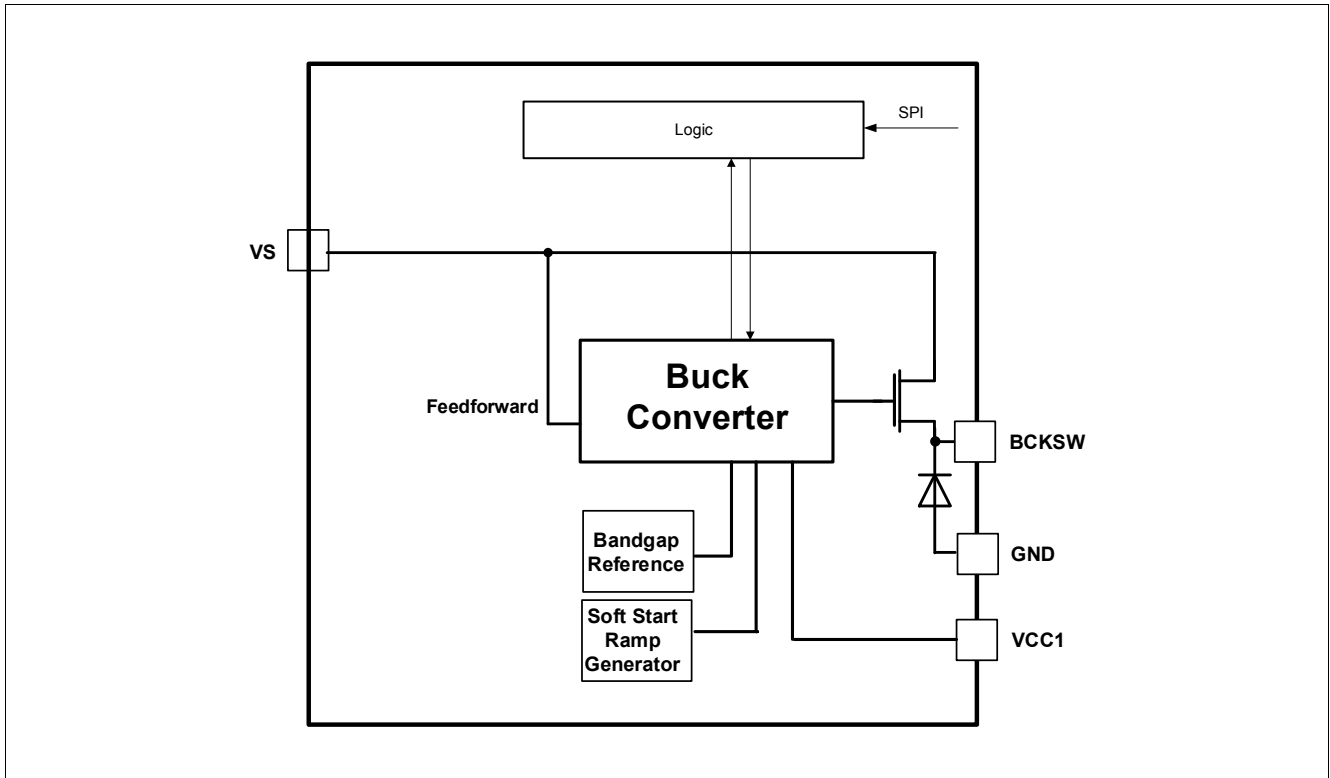 Logic
SPI
VS
Buck
Converter
Feedforward
BCKSW
Bandgap
Reference
GND
Soft Start
Ramp
Generator
VCC1